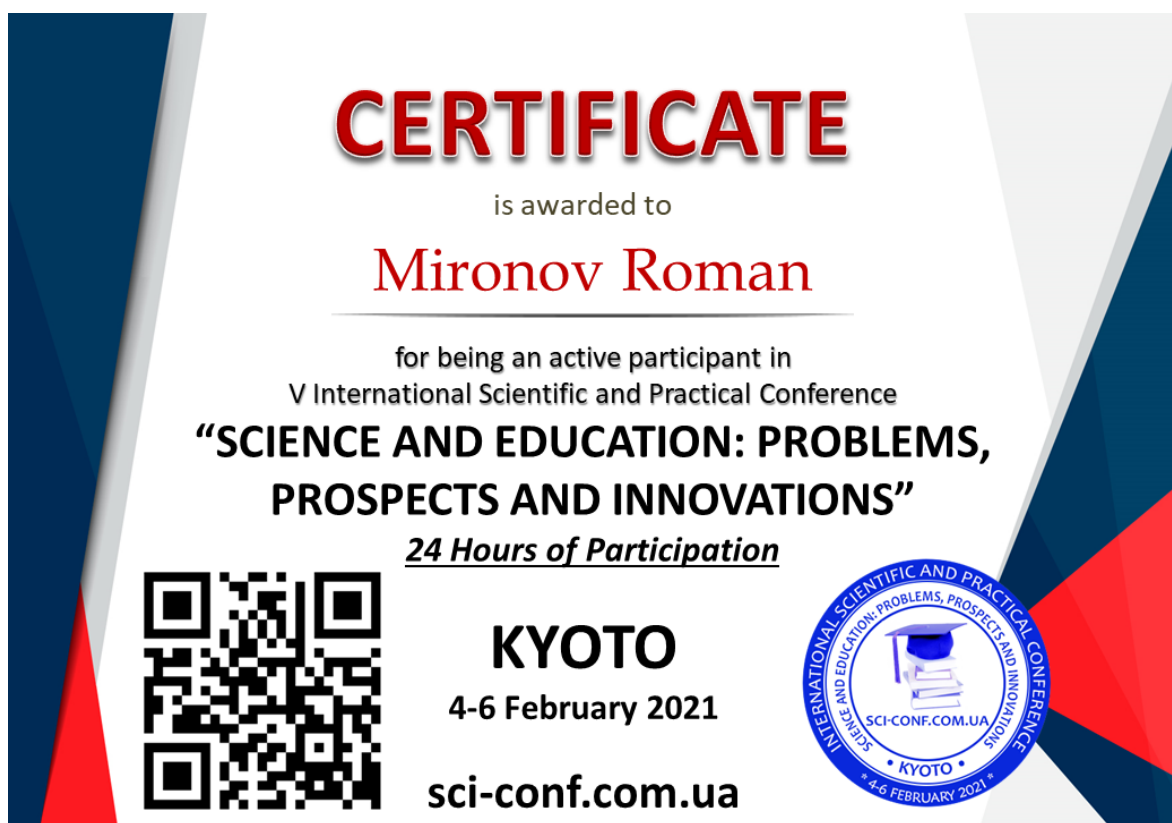 CERTIFICATE
is awarded to
Mironov Roman
for being an active participant in
V International Scientific and Practical Conference
“SCIENCE AND EDUCATION: PROBLEMS,
PROSPECTS AND INNOVATIONS”
24 Hours of Participation
KYOTO
4-6 February 2021
sci-conf.com.ua
INTERNATIONAL SCIENTIFIC AND PRACTICAL CONFERENCE
SCIENCE AND EDUCATION: PROBLEMS, PROSPECTS AND INNOVATIONS
SCI-CONF.COM.UA
• KYOTO •
* 4-6 FEBRUARY 2021 *